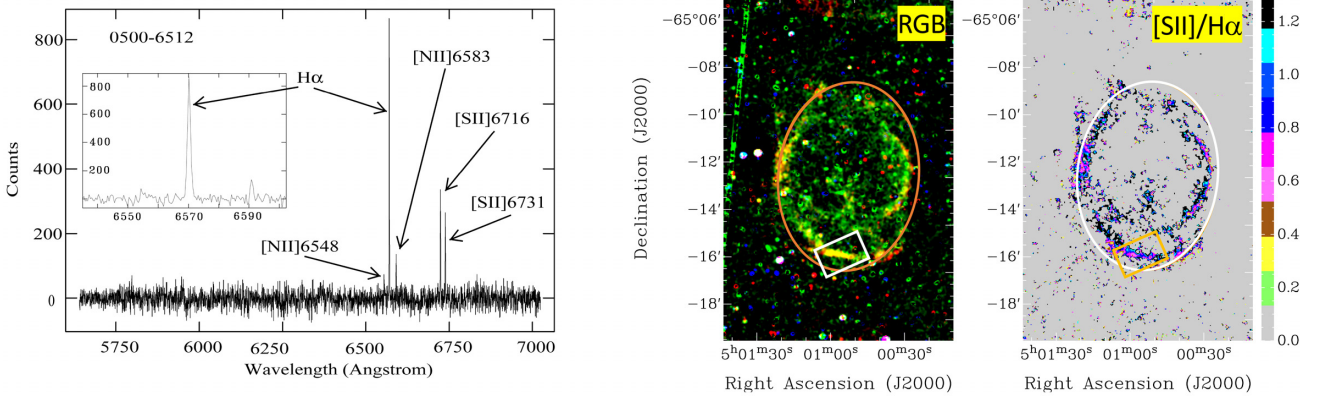 0500-6512
Hα
[NII]6583
[SII]6716
[SII]6731
[NII]6548
800
600
400
200
0
Counts
800
600
400
200
6550
6570
6590
5750
6000
6250
6500
6750
7000
Wavelength (Angstrom)
RGB
−65°06′
−08′
−10′
−12′
−14′
−16′
−18′
Declination (J2000)
5ʰ01ᵐ30ˢ
01ᵐ00ˢ
00ᵐ30ˢ
Right Ascension (J2000)
[SII]/Hα
−65°06′
−08′
−10′
−12′
−14′
−16′
−18′
5ʰ01ᵐ30ˢ
01ᵐ00ˢ
00ᵐ30ˢ
Right Ascension (J2000)
1.2
1.0
0.8
0.6
0.4
0.2
0.0